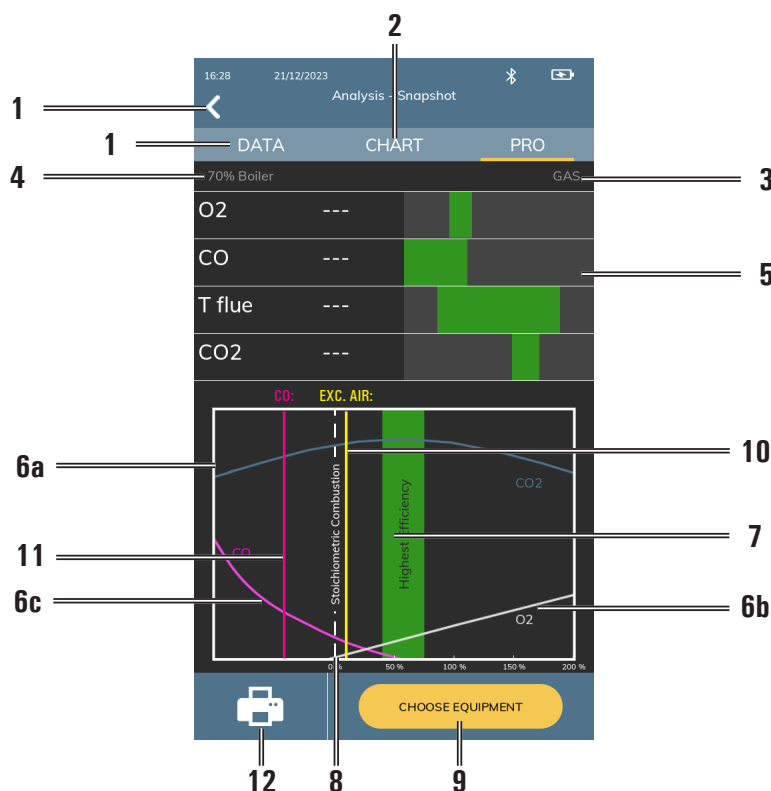 2
16:28 21/12/2023
Analysis - Snapshot
1
1 DATA CHART PRO
4 70% Boiler GAS 3
O2 ---
CO --- 5
T flue ---
CO2 ---
CO: EXC. AIR:
6a
10
CO2
Stoichiometric Combustion
Highest Efficiency
7
11
CO
6c
6b
O2
0% 50 % 100 % 150 % 200 %
CHOOSE EQUIPMENT
12 8 9